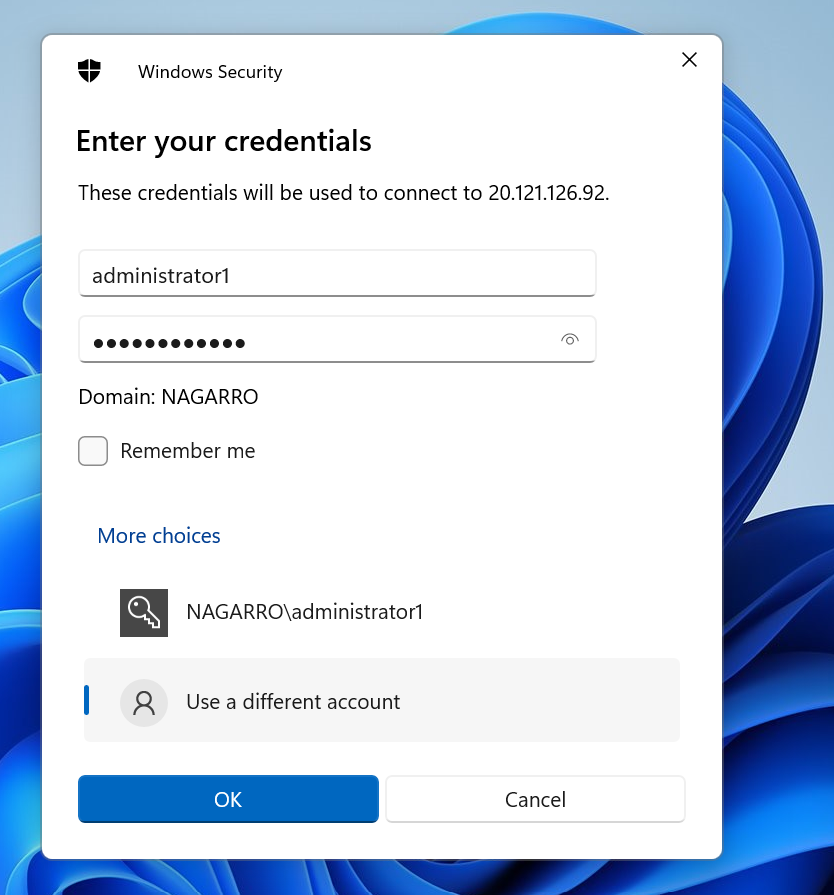 Windows Security
Enter your credentials
These credentials will be used to connect to 20.121.126.92.
administrator1
●●●●●●●●●●●●
Domain: NAGARRO
Remember me
More choices
NAGARRO\administrator1
Use a different account
OK Cancel